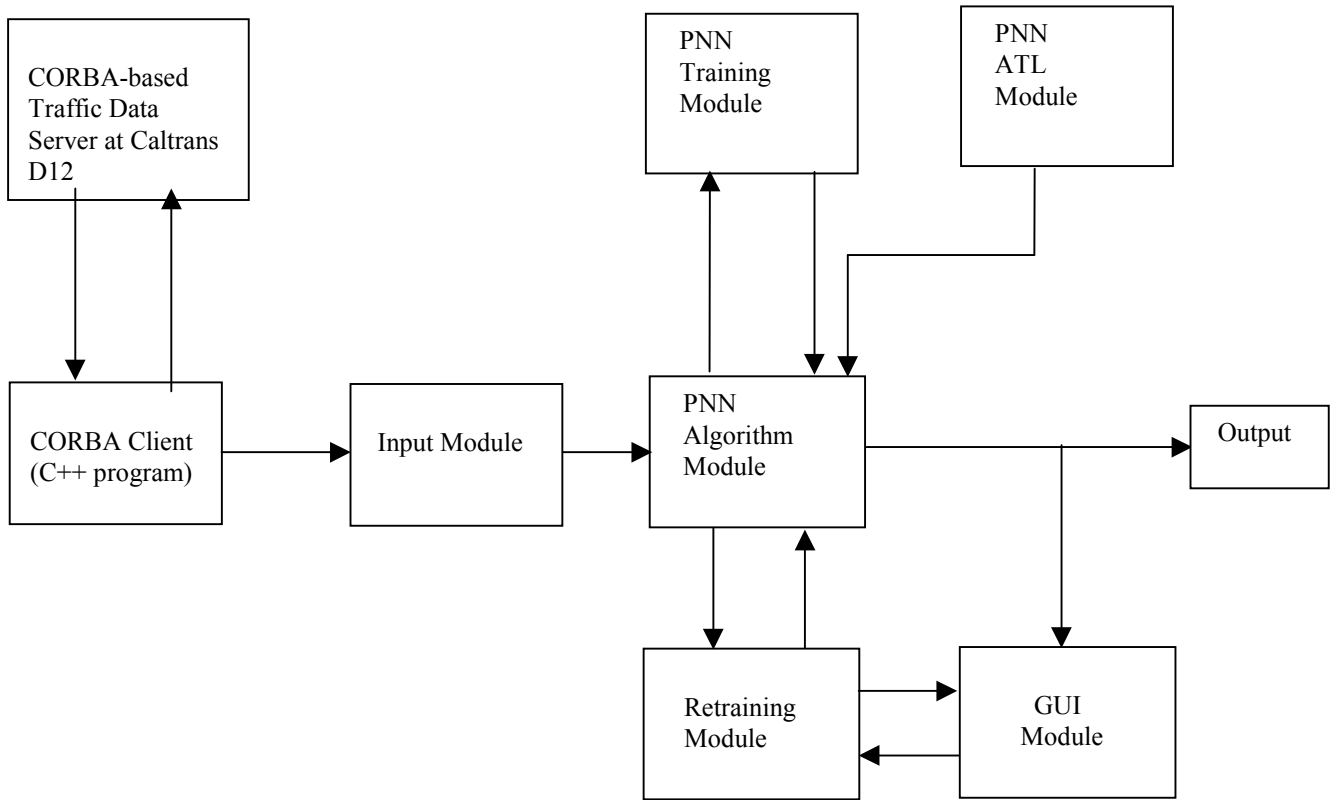 CORBA-based
Traffic Data
Server at Caltrans
D12
PNN
Training
Module
PNN
ATL
Module
CORBA Client
(C++ program)
Input Module
PNN
Algorithm
Module
Output
Retraining
Module
GUI
Module